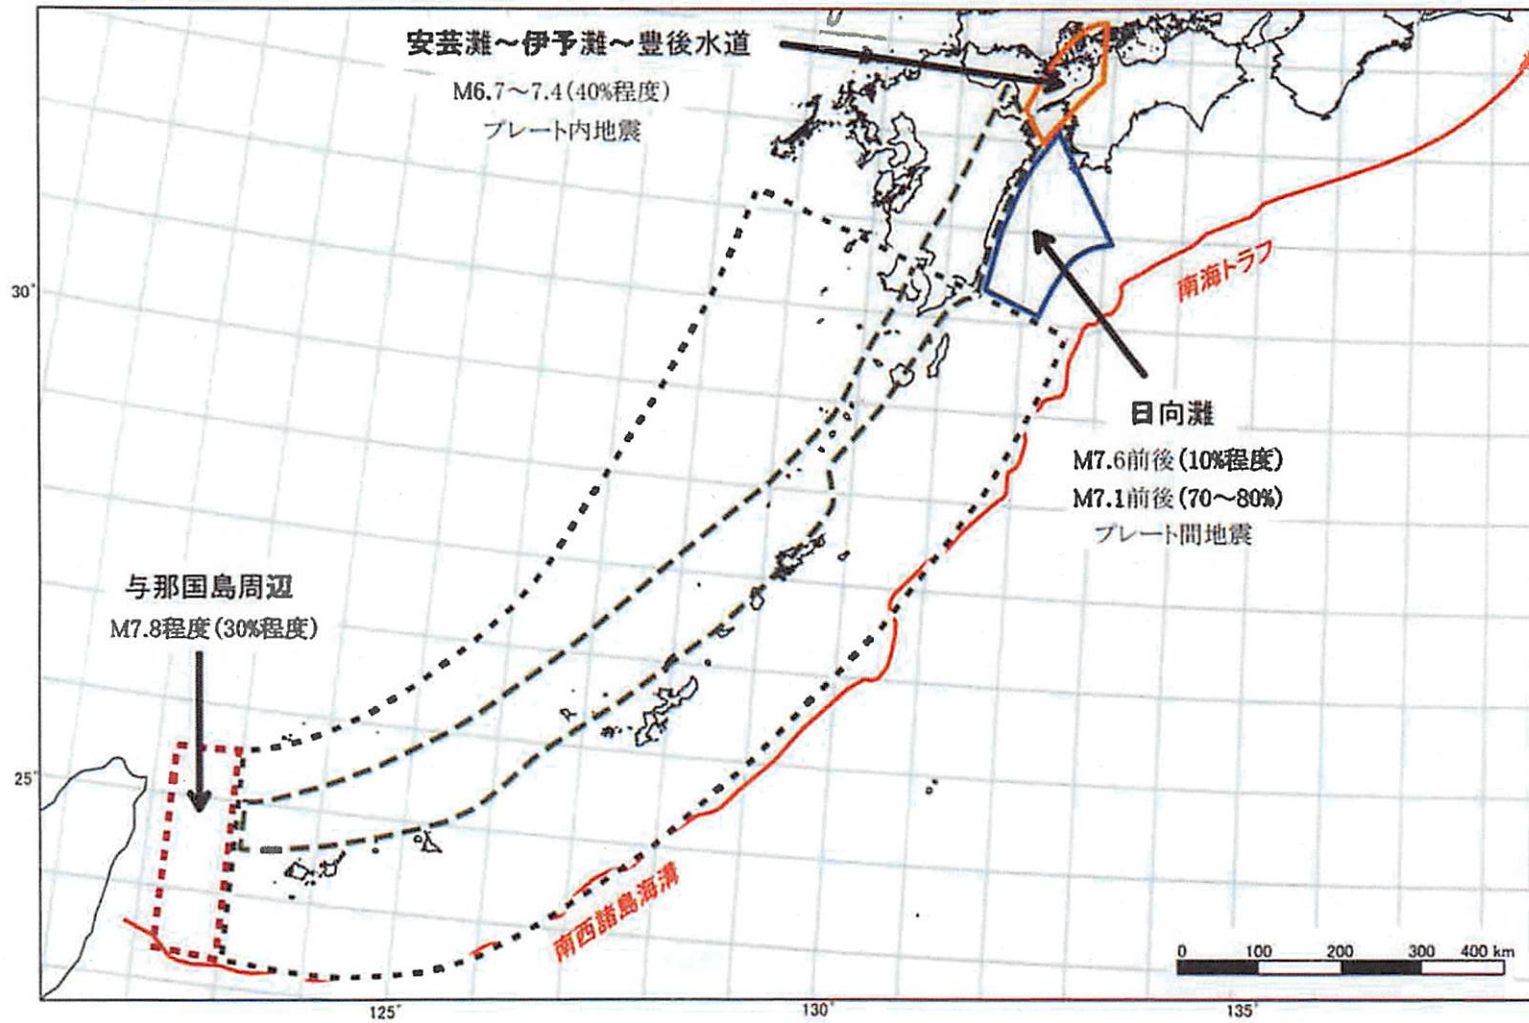 安芸灘～伊予灘～豊後水道
M6.7～7.4(40%程度)
プレート内地震
30°
南海トラフ
日向灘
M7.6前後(10%程度)
M7.1前後(70～80%)
プレート間地震
与那国島周辺
M7.8程度(30%程度)
25°
南西諸島海溝
0 100 200 300 400 km
125° 130° 135°